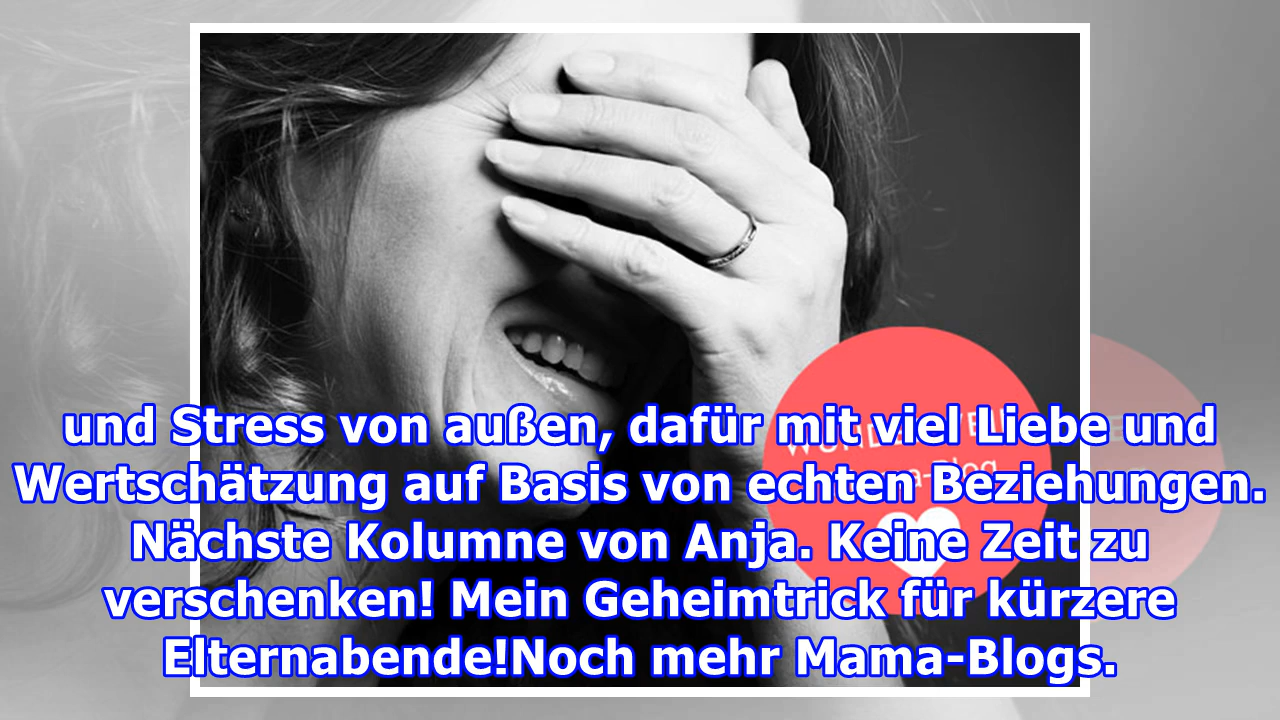 und Stress von außen, dafür mit viel Liebe und
Wertschätzung auf Basis von echten Beziehungen.
Nächste Kolumne von Anja. Keine Zeit zu
verschenken! Mein Geheimtrick für kürzere
Elternabende!Noch mehr Mama-Blogs.